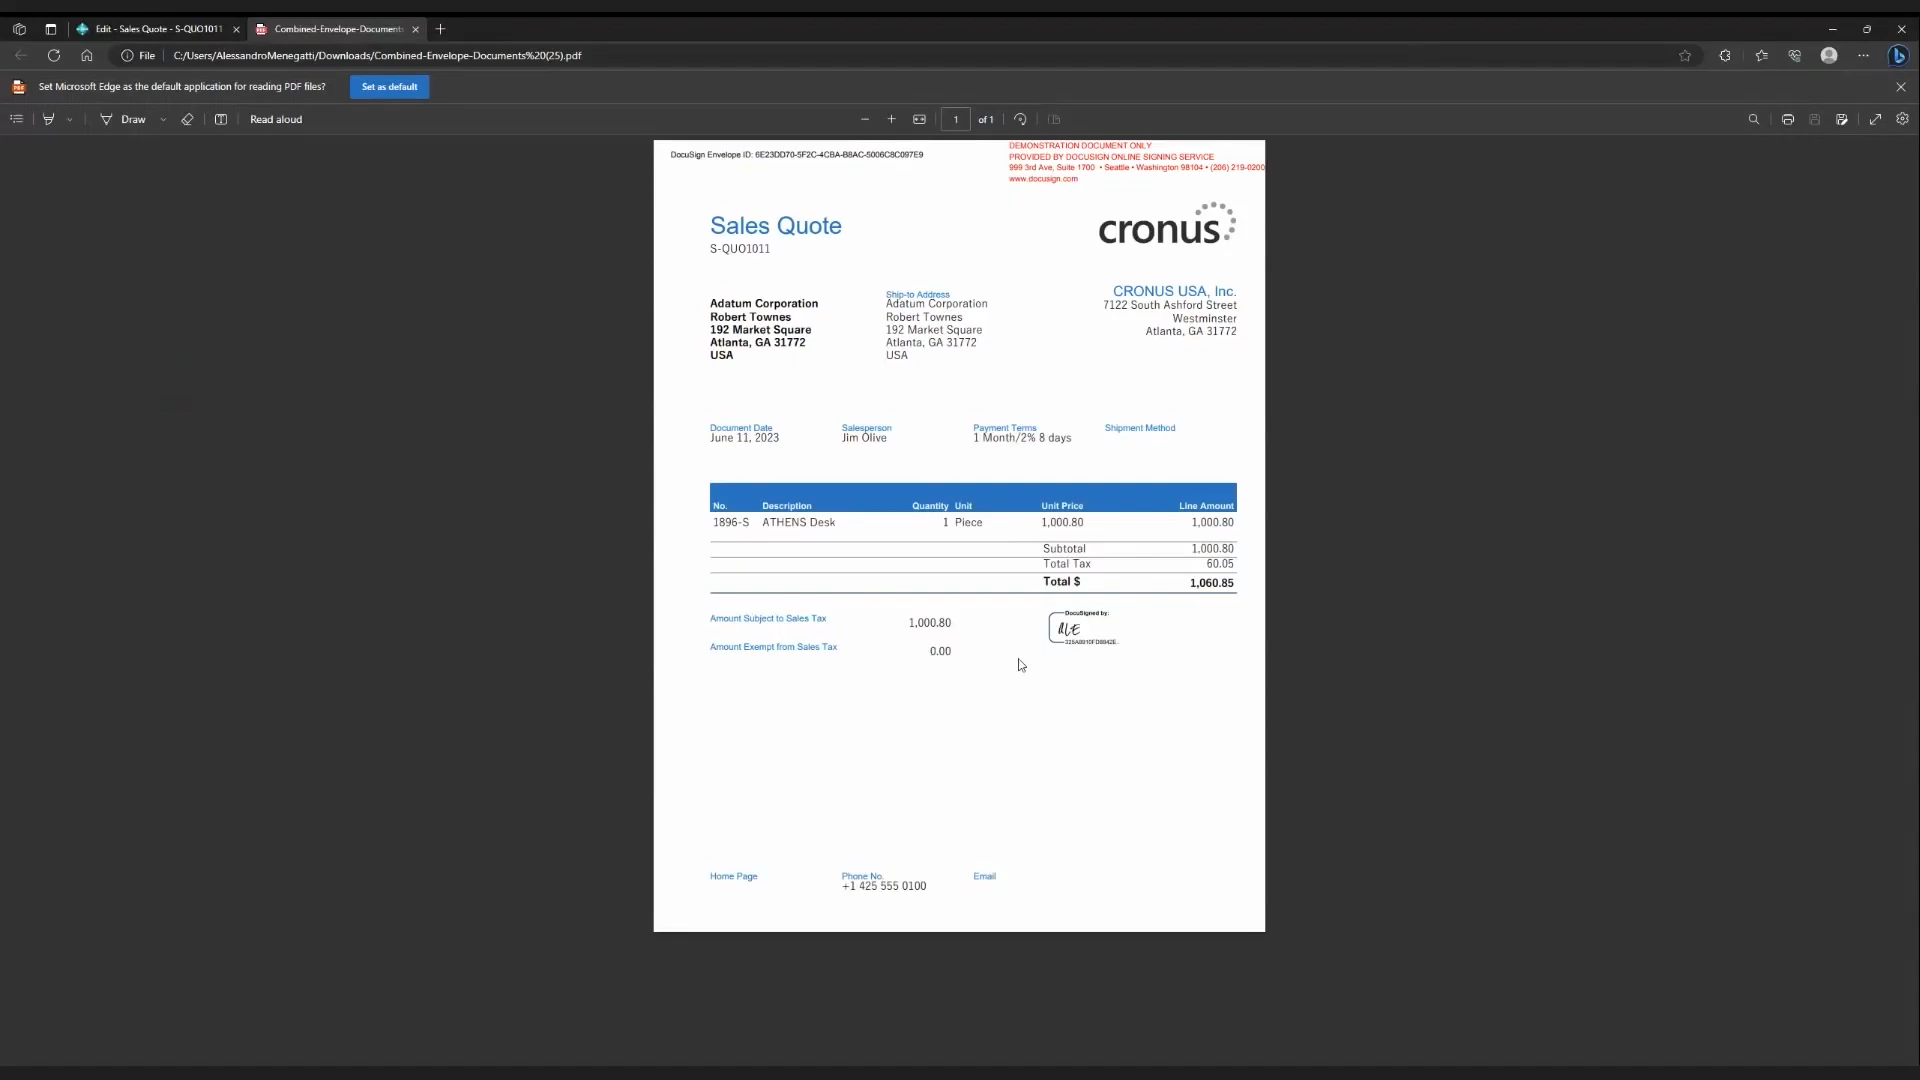 Edit - Sales Quote - S-QUO1011
Combined-Envelope-Document
File
C:/Users/AlessandroMenegatti/Downloads/Combined-Envelope-Documents%20(25).pdf
Set Microsoft Edge as the default application for reading PDF files?
Set as default
Draw
Read aloud
1 of 1
DocuSign Envelope ID: 6E23DD70-5F2C-4CBA-B8AC-5006C8C097E9
DEMONSTRATION DOCUMENT ONLY
PROVIDED BY DOCUSIGN ONLINE SIGNING SERVICE
999 3rd Ave, Suite 1700 • Seattle • Washington 98104 • (206) 219-0200
www.docusign.com
Sales Quote
S-QUO1011
cronus
Adatum Corporation
Robert Townes
192 Market Square
Atlanta, GA 31772
USA
Ship-to Address
Adatum Corporation
Robert Townes
192 Market Square
Atlanta, GA 31772
USA
CRONUS USA, Inc.
7122 South Ashford Street
Westminster
Atlanta, GA 31772
Document Date
June 11, 2023
Salesperson
Jim Olive
Payment Terms
1 Month/2% 8 days
Shipment Method
No. Description Quantity Unit Unit Price Line Amount
1896-S ATHENS Desk 1 Piece 1,000.80 1,000.80
Subtotal 1,000.80
Total Tax 60.05
Total $ 1,060.85
Amount Subject to Sales Tax 1,000.80
Amount Exempt from Sales Tax 0.00
DocuSigned by:
Home Page
Phone No.
+1 425 555 0100
Email